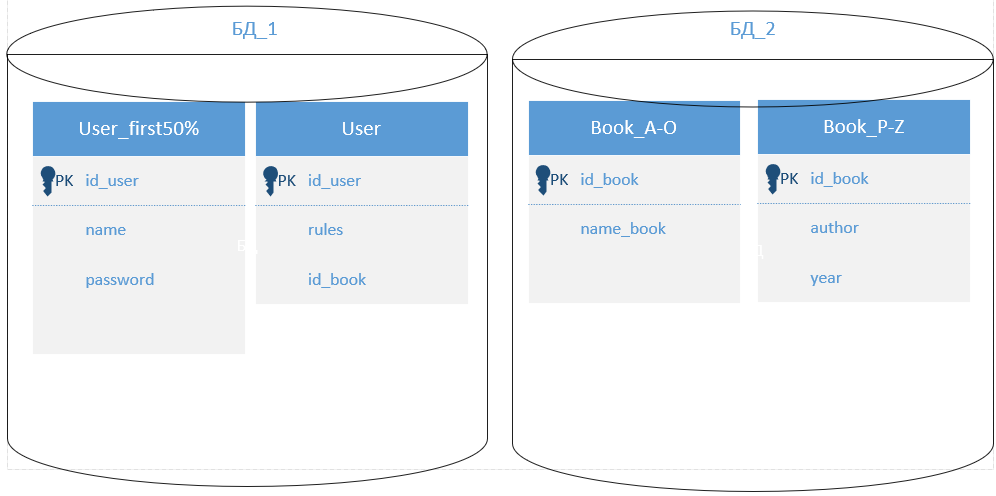 БД_1
БД_2
User_first50%
User
Book_A-O
Book_P-Z
PK id_user
PK id_user
PK id_book
PK id_book
name
rules
name_book
author
password
id_book
year